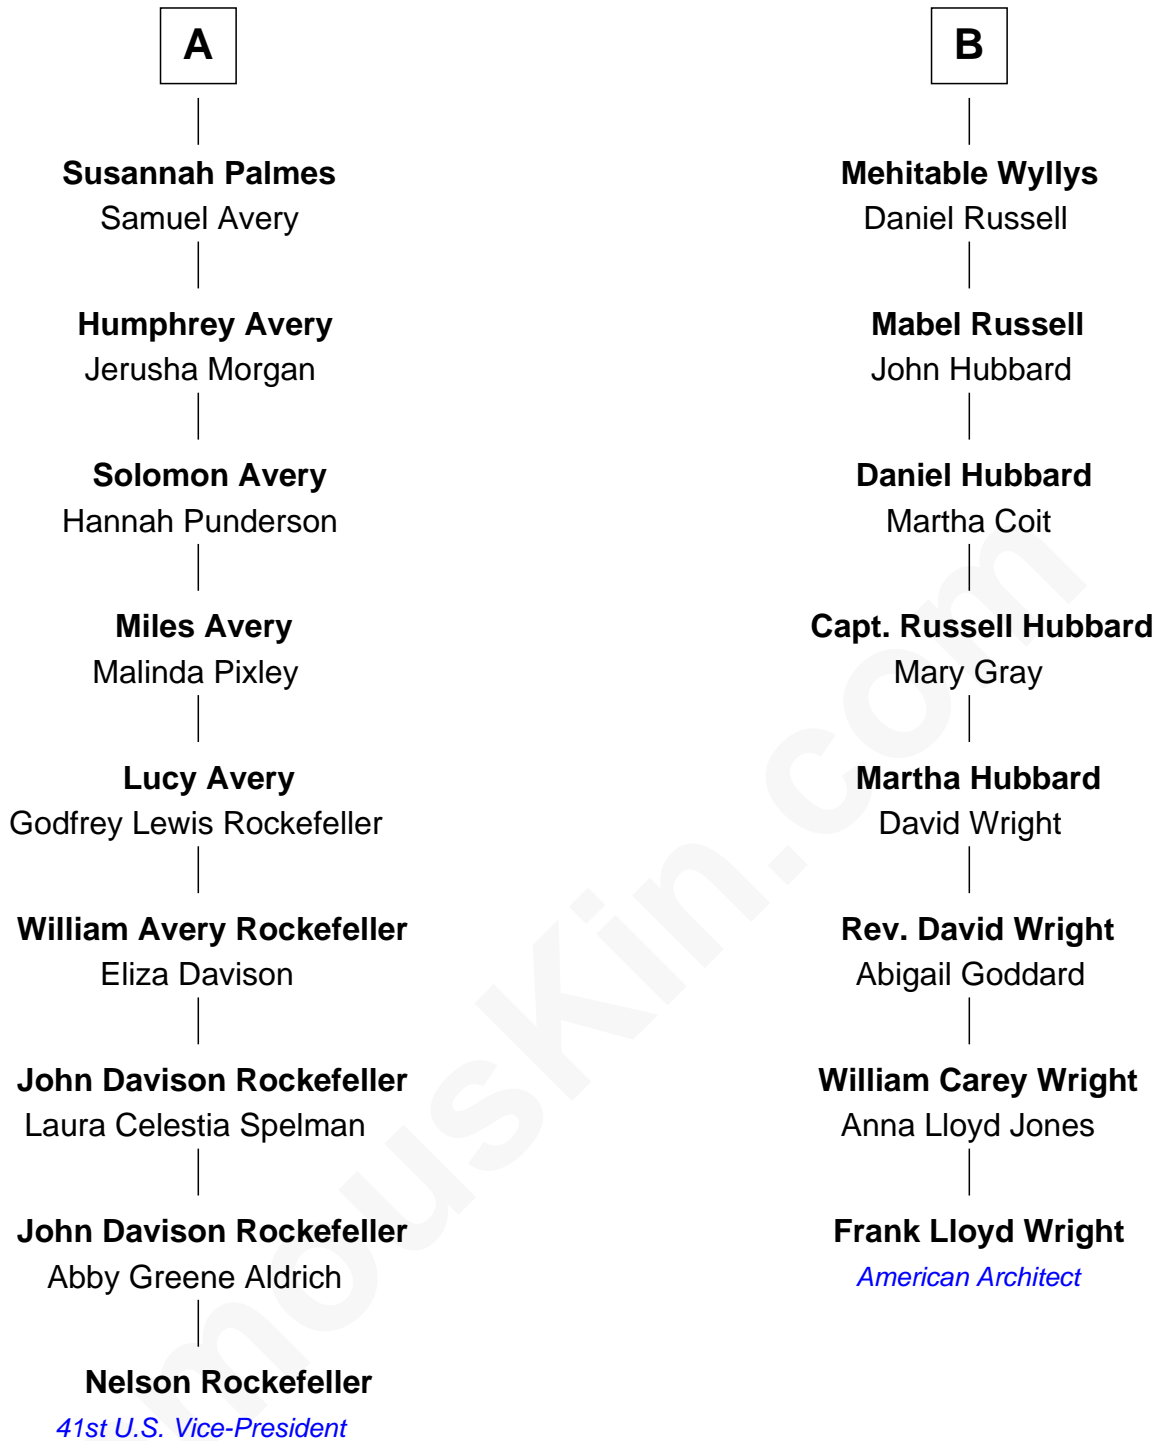 A
Susannah Palmes
Samuel Avery
Humphrey Avery
Jerusha Morgan
Solomon Avery
Hannah Punderson
Miles Avery
Malinda Pixley
Lucy Avery
Godfrey Lewis Rockefeller
William Avery Rockefeller
Eliza Davison
John Davison Rockefeller
Laura Celestia Spelman
John Davison Rockefeller
Abby Greene Aldrich
Nelson Rockefeller
41st U.S. Vice-President
B
Mehitable Wyllys
Daniel Russell
Mabel Russell
John Hubbard
Daniel Hubbard
Martha Coit
Capt. Russell Hubbard
Mary Gray
Martha Hubbard
David Wright
Rev. David Wright
Abigail Goddard
William Carey Wright
Anna Lloyd Jones
Frank Lloyd Wright
American Architect
mousKin.com